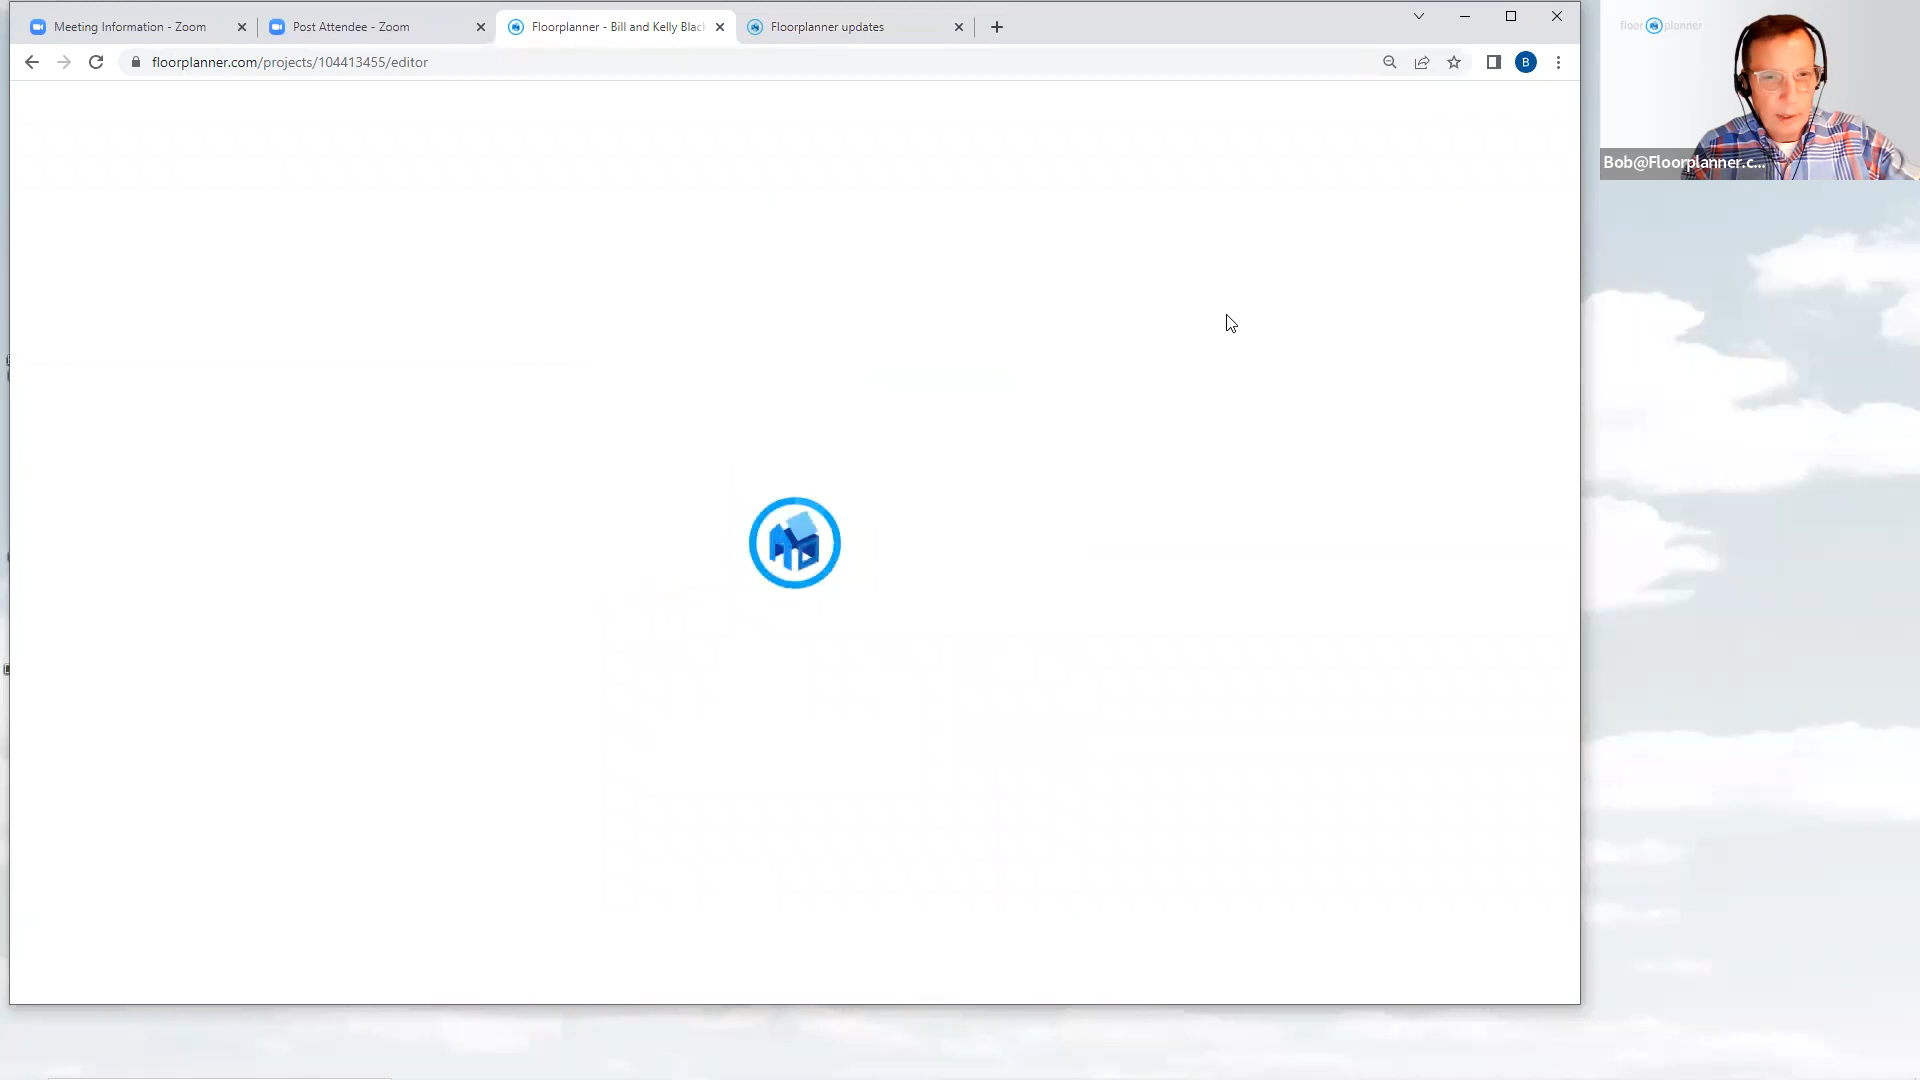 Meeting Information - Zoom
Post Attendee - Zoom
Floorplanner - Bill and Kelly Blac
Floorplanner updates
floorplanner.com/projects/104413455/editor
B
floor planner
Bob@Floorplanner.c...